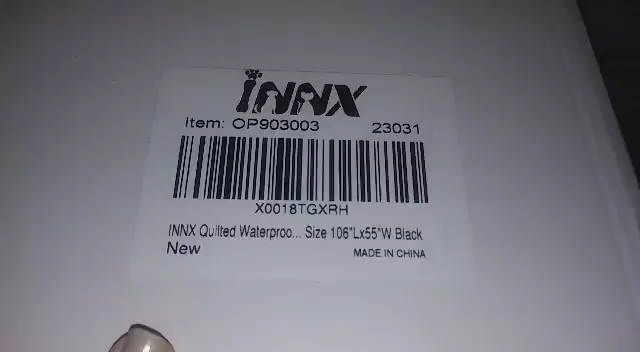 INNX
Item: OP903003 23031
X0018TGXRH
INNX Quilted Waterproo... Size 106"Lx55"W Black
New MADE IN CHINA